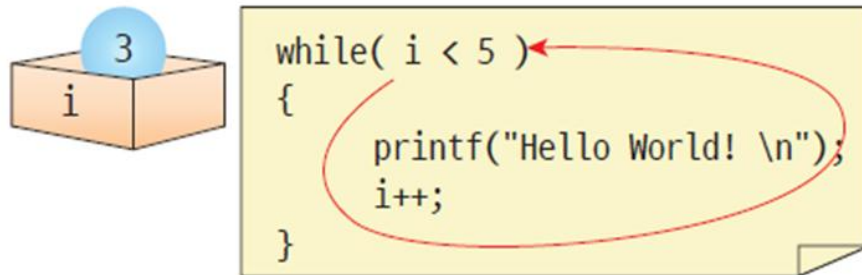 3
i
while( i < 5 )
{
printf("Hello World! \n");
i++;
}